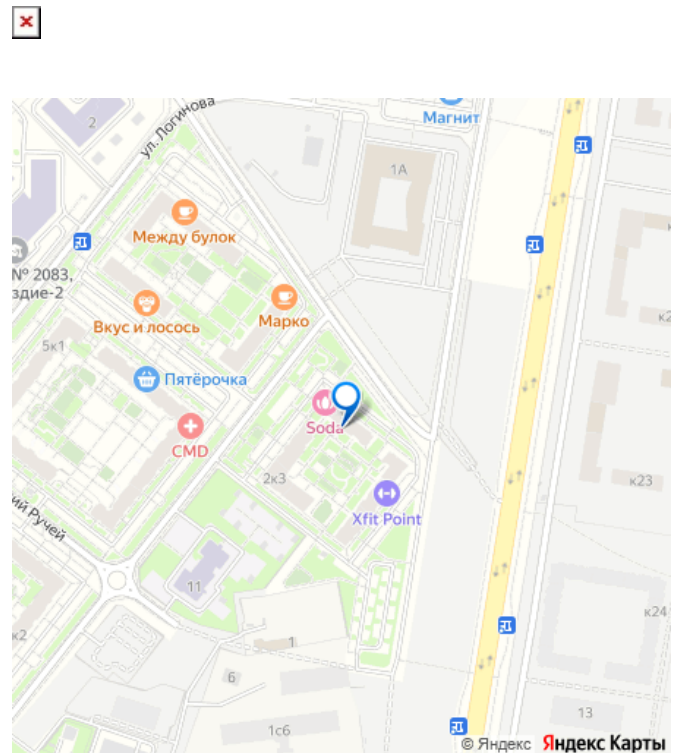 Магнит
ул. Логинова
2
1А
Между булок
№ 2083,
здие-2
Марко
Вкус и лосось
5к1
Пятёрочка
Soda
CMD
2к3
к23
Xfit Point
ий Ручей
11
к24
к2
1
6
13
1с6
© Яндекс Яндекс Карты